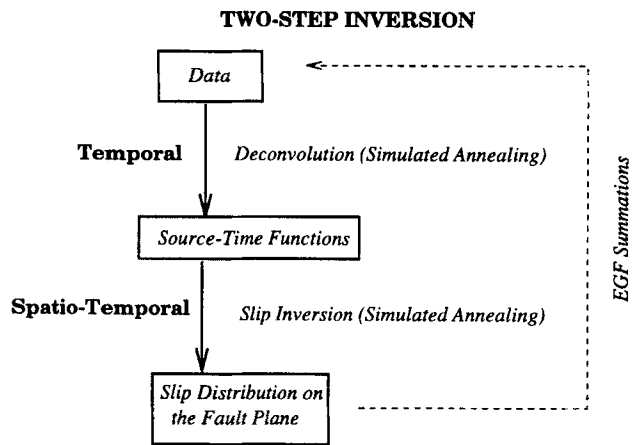 TWO-STEP INVERSION
Data
Temporal
Deconvolution (Simulated Annealing)
Source-Time Functions
Spatio-Temporal
Slip Inversion (Simulated Annealing)
Slip Distribution on
the Fault Plane
EGF Summations